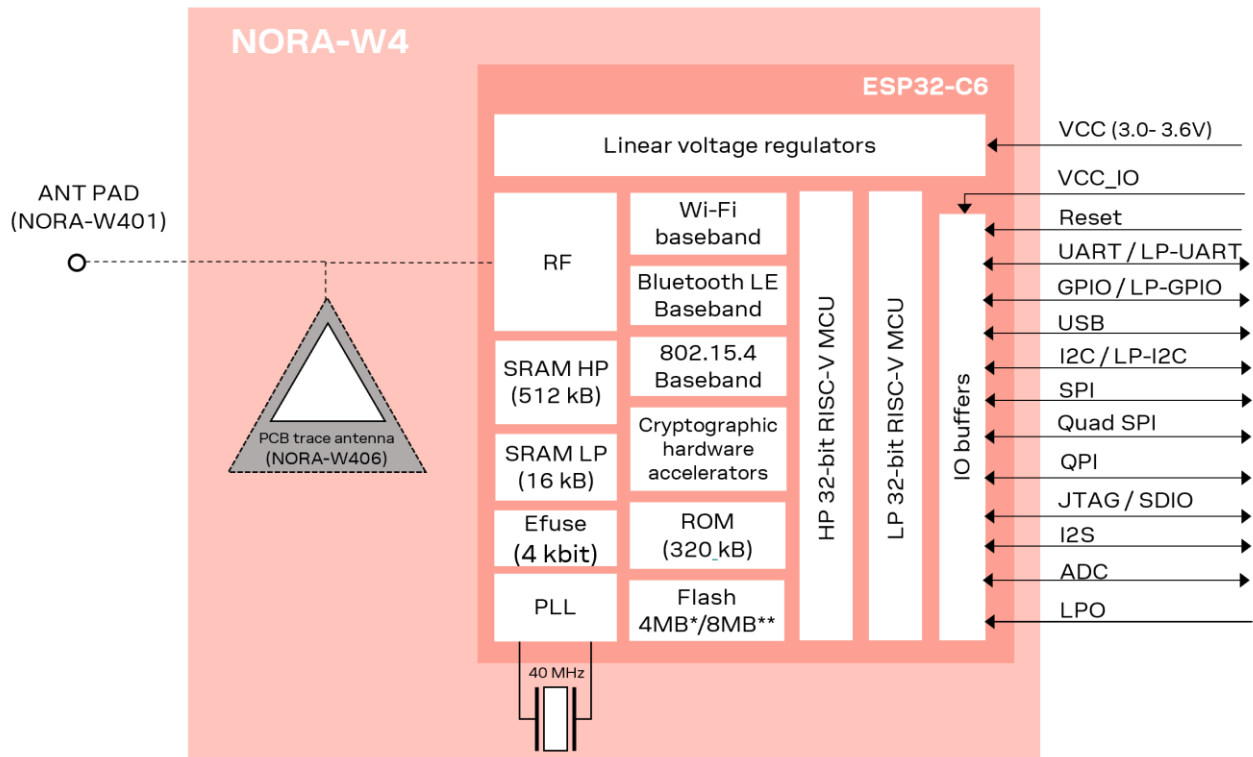 NORA-W4
ESP32-C6
Linear voltage regulators
VCC (3.0- 3.6V)
VCC_IO
Reset
UART / LP-UART
GPIO / LP-GPIO
USB
I2C / LP-I2C
SPI
Quad SPI
QPI
JTAG / SDIO
I2S
ADC
LPO
ANT PAD
(NORA-W401)
PCB trace antenna
(NORA-W406)
RF
SRAM HP
(512 kB)
SRAM LP
(16 kB)
Efuse
(4 kbit)
PLL
40 MHz
Wi-Fi
baseband
Bluetooth LE
Baseband
802.15.4
Baseband
Cryptographic
hardware
accelerators
ROM
(320_kB)
Flash
4MB*/8MB**
HP 32-bit RISC-V MCU
LP 32-bit RISC-V MCU
IO buffers